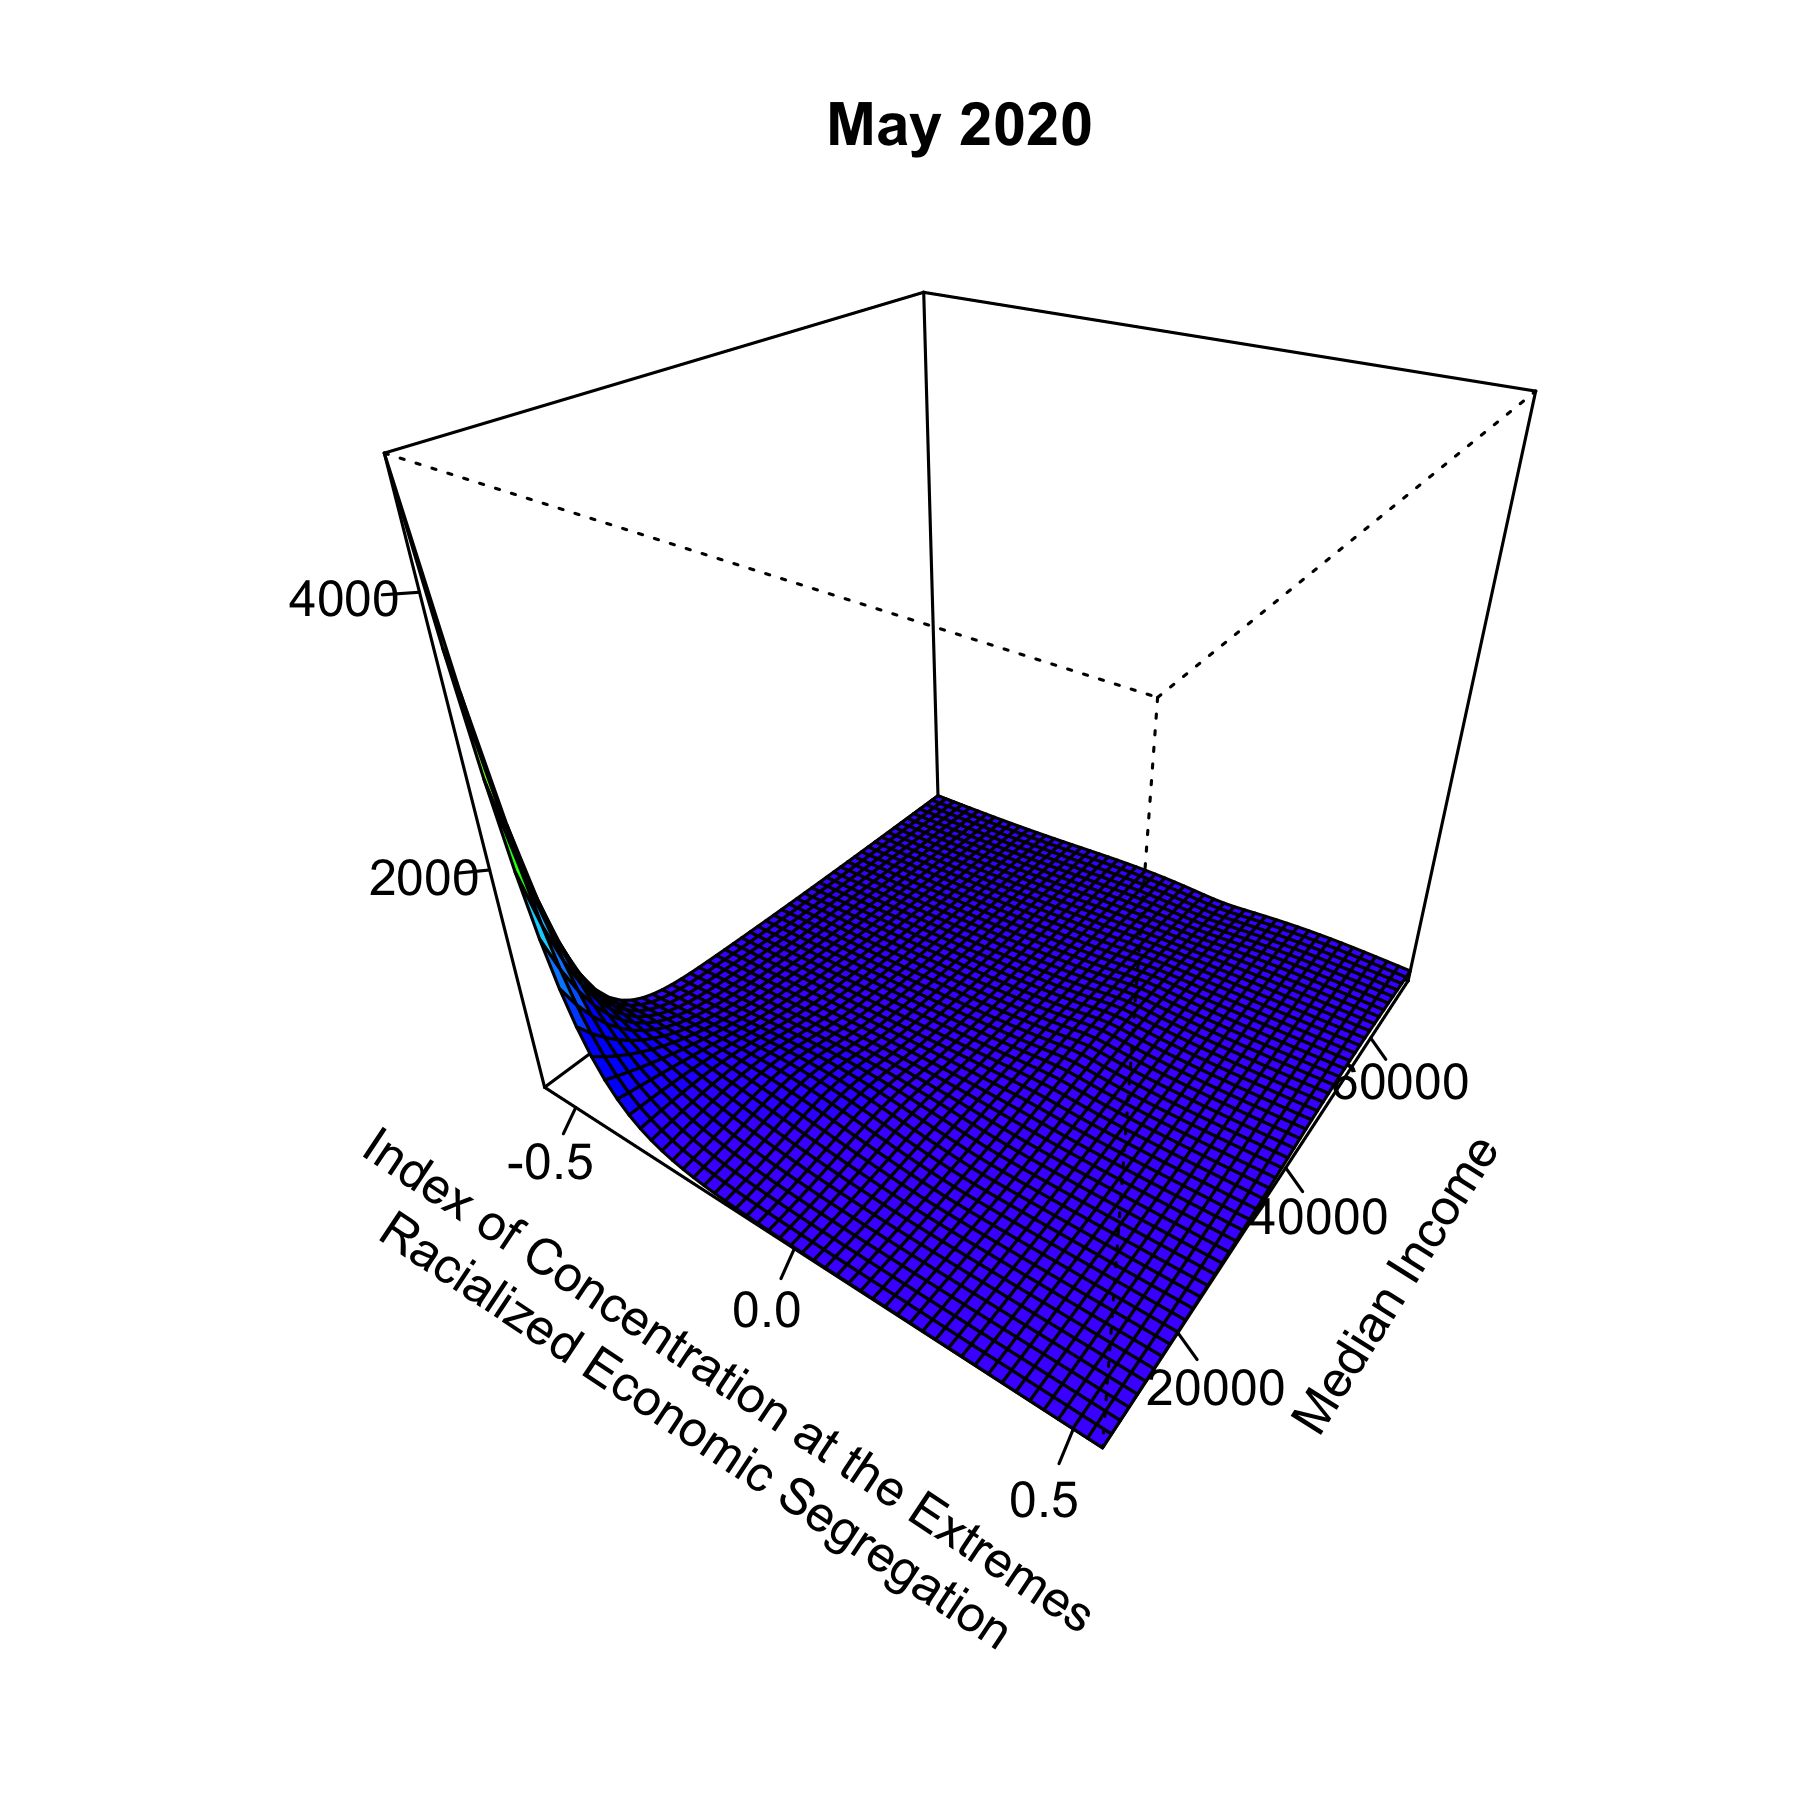 May 2020
4000
2000
-0.5
0.0
0.5
Index of Concentration at the Extremes
Racialized Economic Segregation
60000
40000
20000
Median Income